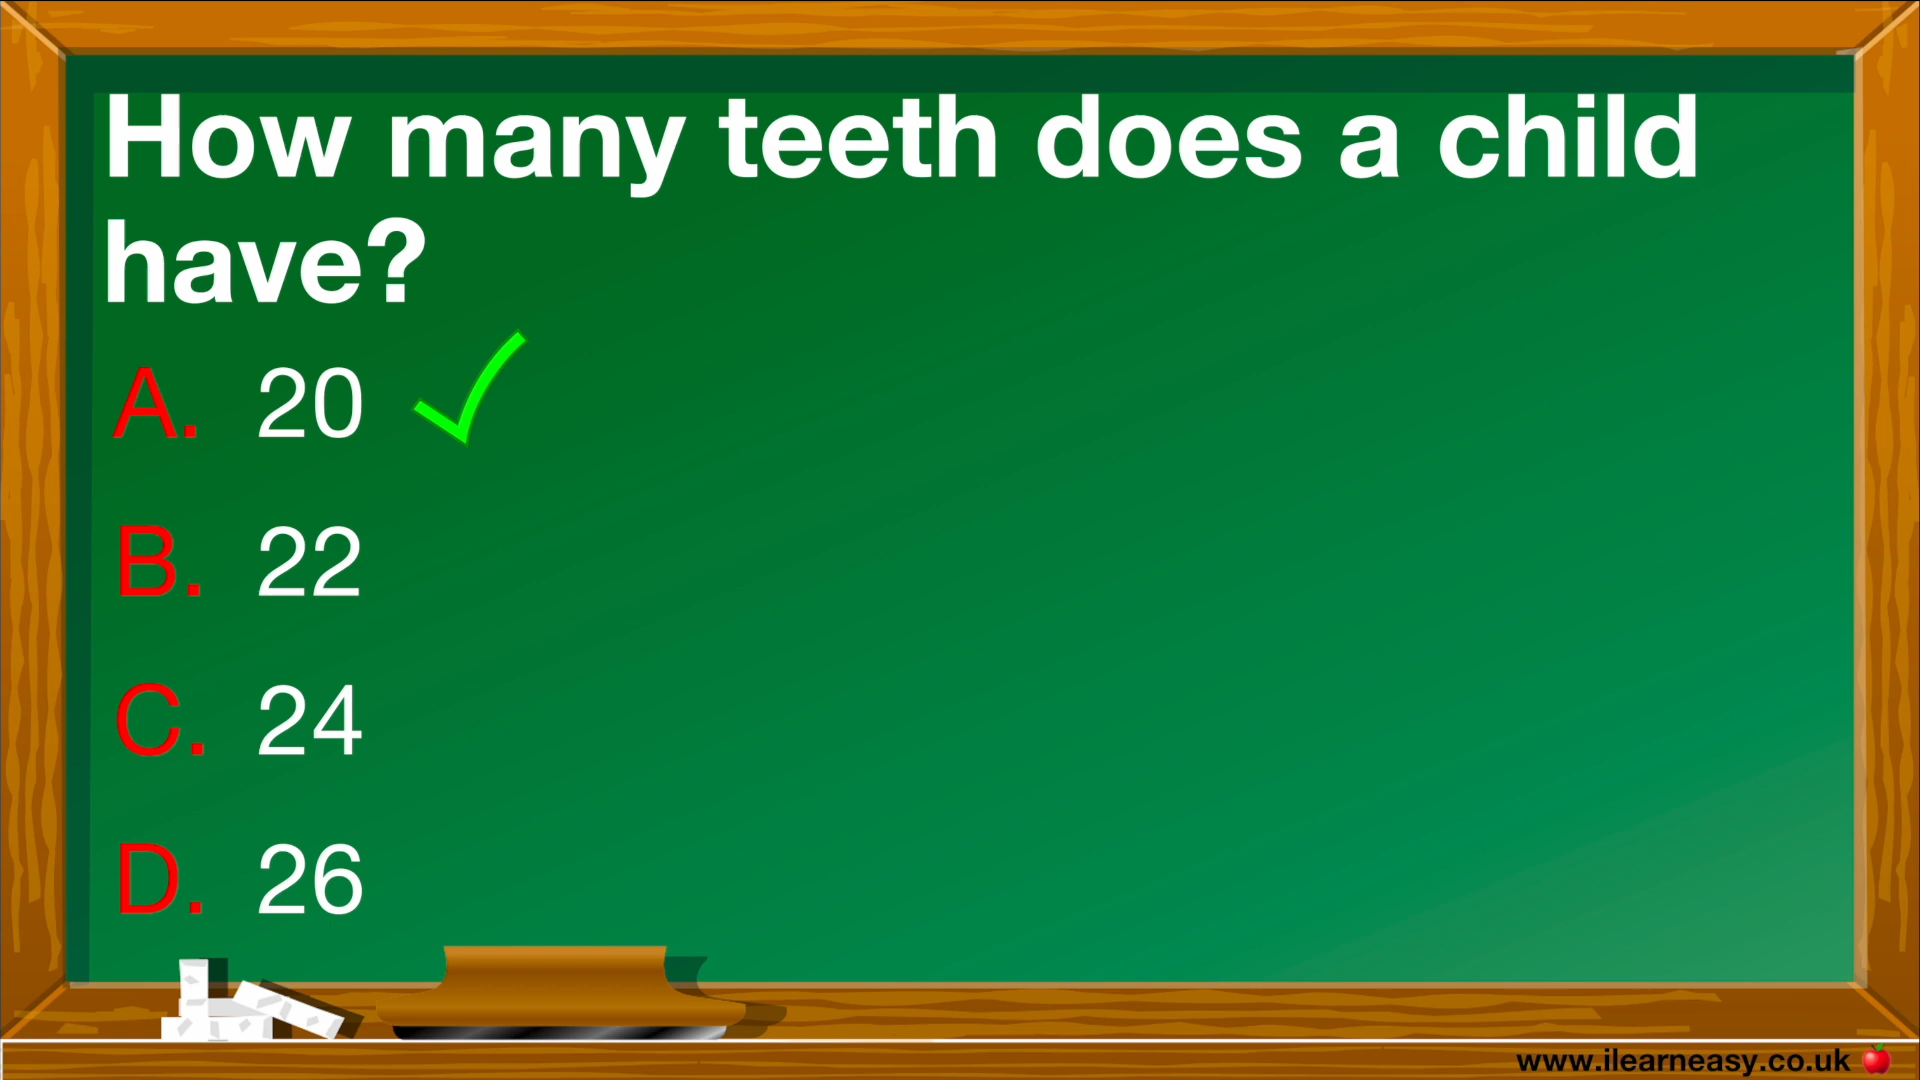 How many teeth does a child
have?
A. 20
B. 22
C. 24
D. 26
www.ilearneasy.co.uk